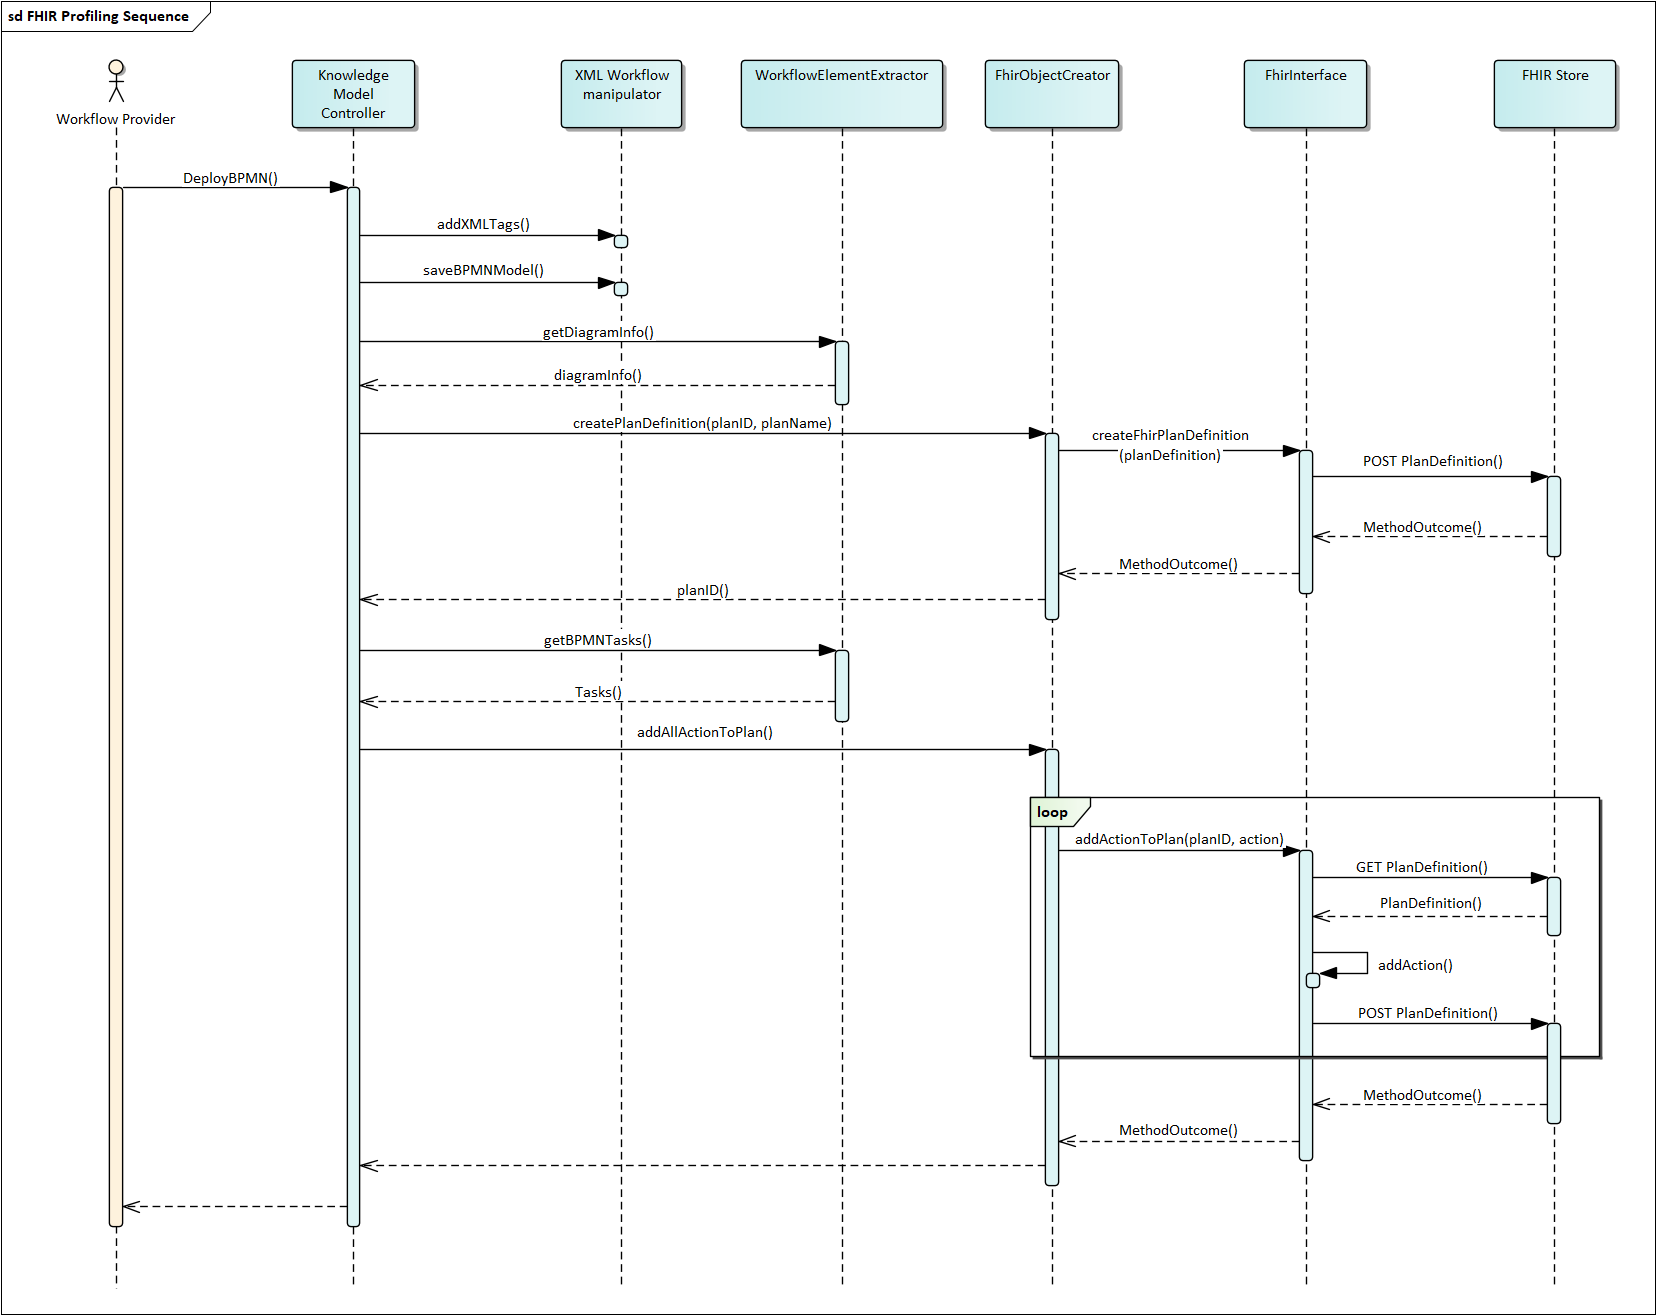 sd FHIR Profiling Sequence
Workflow Provider
Knowledge
Model
Controller
XML Workflow
manipulator
WorkflowElementExtractor
FhirObjectCreator
FhirInterface
FHIR Store
DeployBPMN()
addXMLTags()
saveBPMNModel()
getDiagramInfo()
diagramInfo()
createPlanDefinition(planID, planName)
createFhirPlanDefinition
(planDefinition)
POST PlanDefinition()
MethodOutcome()
MethodOutcome()
planID()
getBPMNTasks()
Tasks()
addAllActionToPlan()
loop
addActionToPlan(planID, action)
GET PlanDefinition()
PlanDefinition()
addAction()
POST PlanDefinition()
MethodOutcome()
MethodOutcome()